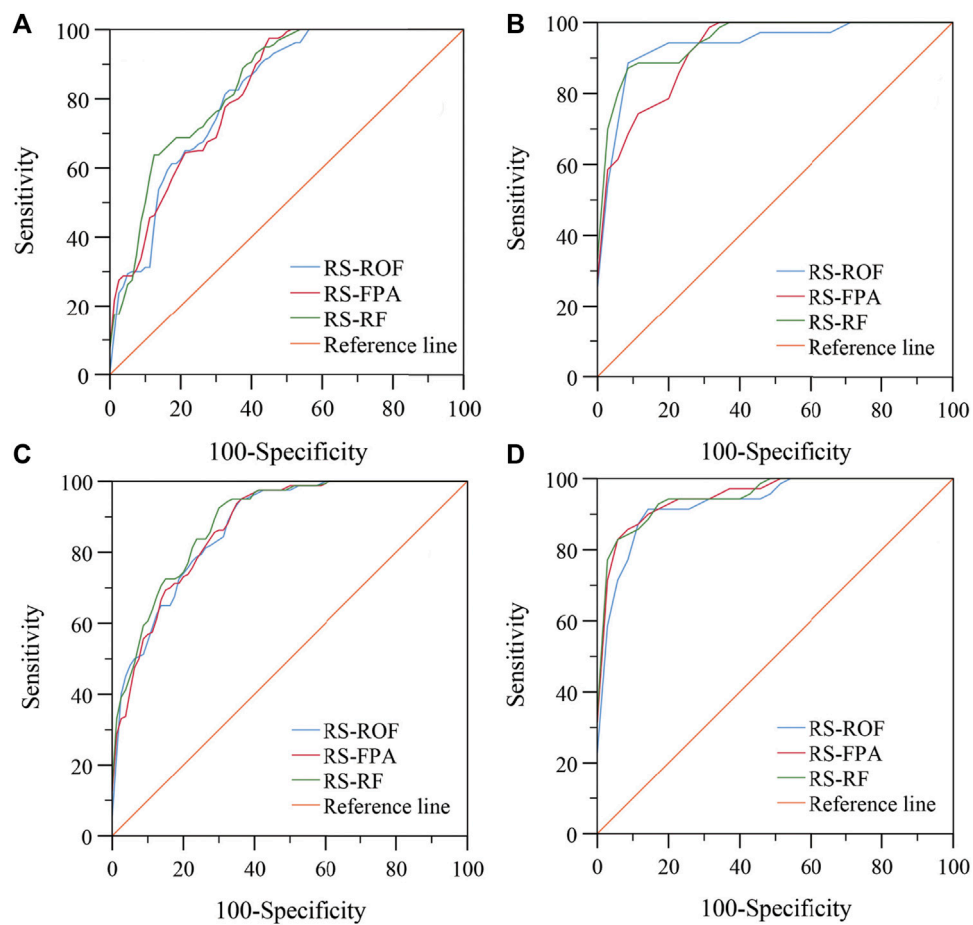 A
100
80
60
40
20
0
Sensitivity
RS-ROF
RS-FPA
RS-RF
Reference line
0 20 40 60 80 100
100-Specificity
B
100
80
60
40
20
0
Sensitivity
RS-ROF
RS-FPA
RS-RF
Reference line
0 20 40 60 80 100
100-Specificity
C
100
80
60
40
20
0
Sensitivity
RS-ROF
RS-FPA
RS-RF
Reference line
0 20 40 60 80 100
100-Specificity
D
100
80
60
40
20
0
Sensitivity
RS-ROF
RS-FPA
RS-RF
Reference line
0 20 40 60 80 100
100-Specificity